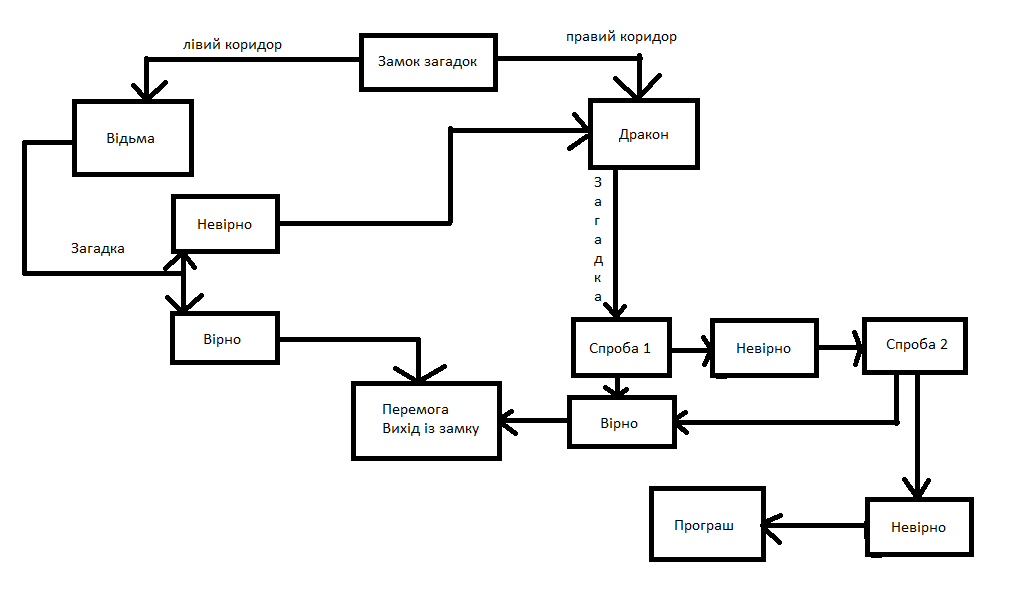 лівий коридор
Замок загадок
правий коридор
Відьма
Дракон
Загадка
Невірно
Загадка
Вірно
Спроба 1
Невірно
Спроба 2
Перемога
Вихід із замку
Вірно
Програш
Невірно